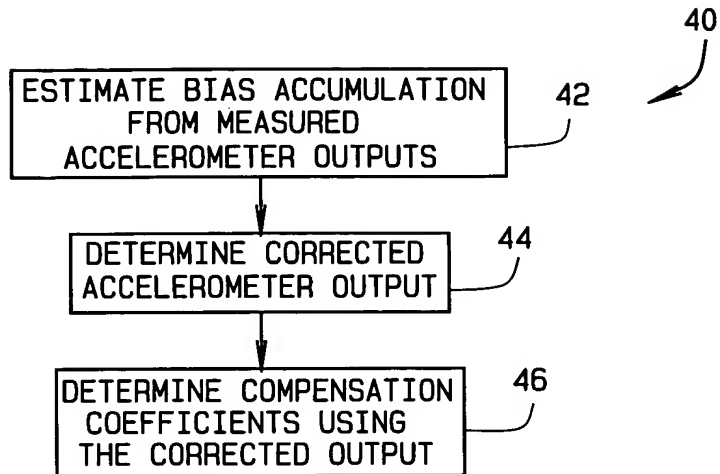 40
ESTIMATE BIAS ACCUMULATION
FROM MEASURED
ACCELEROMETER OUTPUTS
42
DETERMINE CORRECTED
ACCELEROMETER OUTPUT
44
DETERMINE COMPENSATION
COEFFICIENTS USING
THE CORRECTED OUTPUT
46